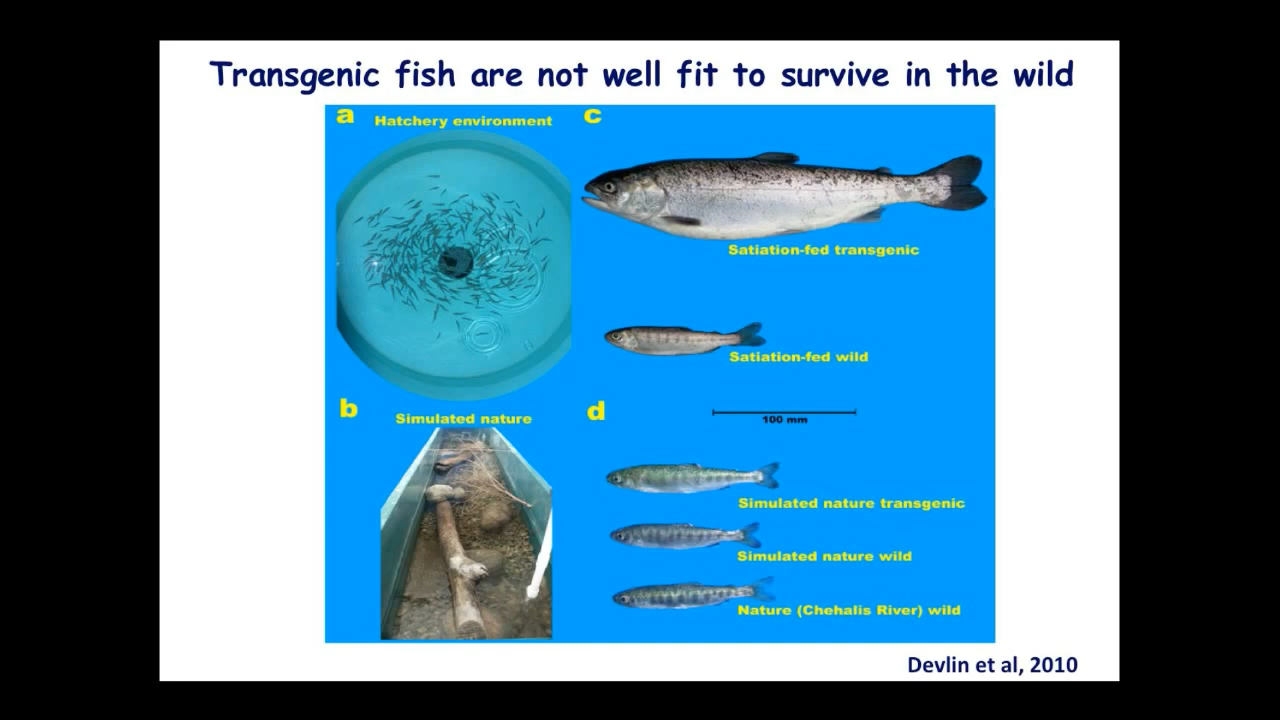 Transgenic fish are not well fit to survive in the wild
a
Hatchery environment
c
Satiation-fed transgenic
Satiation-fed wild
b
Simulated nature
d
100 mm
Simulated nature transgenic
Simulated nature wild
Nature (Chehalis River) wild
Devlin et al, 2010